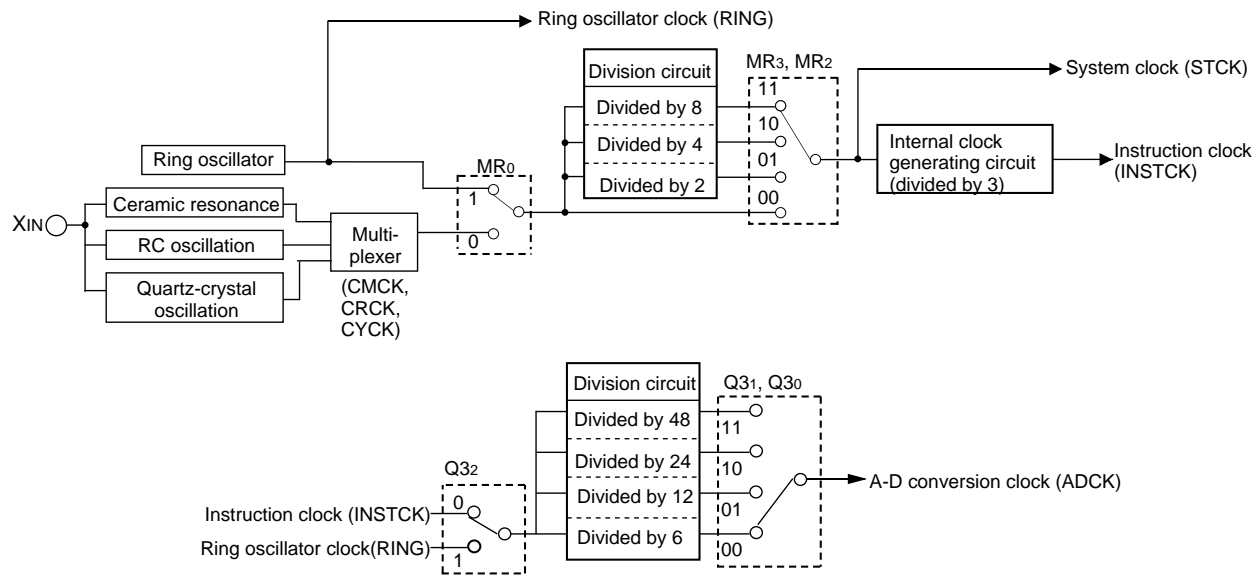 Ring oscillator clock (RING)
Division circuit
MR3, MR2
System clock (STCK)
Divided by 8
11
Divided by 4
10
Divided by 2
01
00
Internal clock
generating circuit
(divided by 3)
Instruction clock
(INSTCK)
Ring oscillator
MR0
1
0
XIN
Ceramic resonance
RC oscillation
Quartz-crystal
oscillation
Multi-
plexer
(CMCK,
CRCK,
CYCK)
Division circuit
Q31, Q30
Divided by 48
11
Divided by 24
10
Divided by 12
01
Divided by 6
00
A-D conversion clock (ADCK)
Q32
Instruction clock (INSTCK)
0
Ring oscillator clock(RING)
1